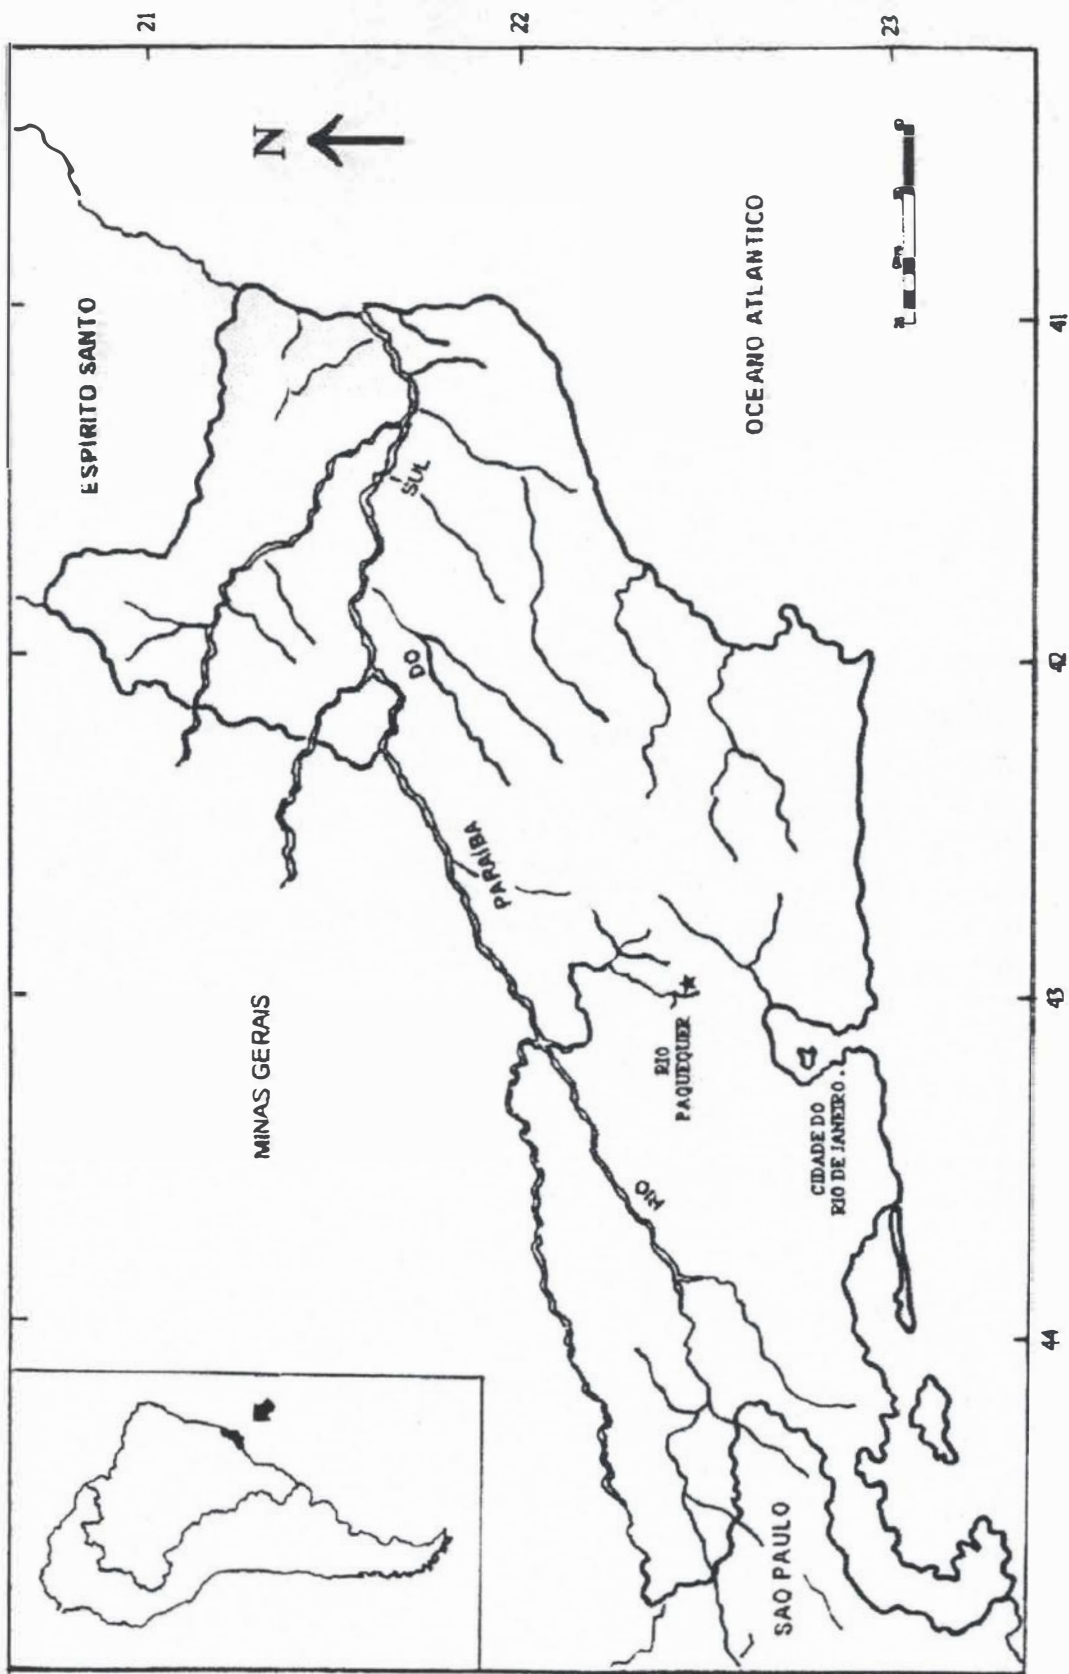 21
22
23
N
ESPIRITO SANTO
OCEANO ATLANTICO
MINAS GERAIS
SUL
DO
PARAIBA
RIO
RIO
PAQUEQUER
CIDADE DO
RIO DE JANEIRO.
SAO PAULO
41
42
43
44